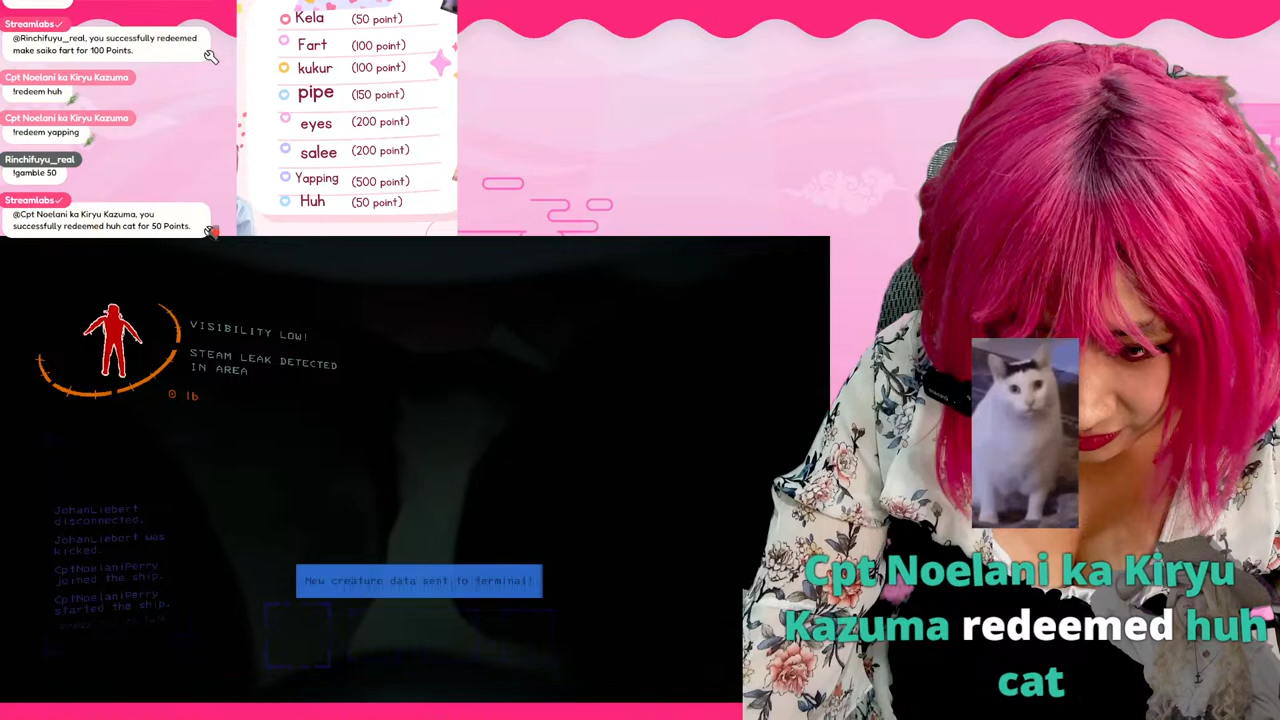 Streamlabs
@Rinchifuyu_real, you successfully redeemed
make saiko fart for 100 Points.
Cpt Noelani ka Kiryu Kazuma
!redeem huh
Cpt Noelani ka Kiryu Kazuma
!redeem yapping
Rinchifuyu_real
!gamble 50
Streamlabs
@Cpt Noelani ka Kiryu Kazuma, you
successfully redeemed huh cat for 50 Points.
Kela (50 point)
Fart (100 point)
kukur (100 point)
pipe (150 point)
eyes (200 point)
salee (200 point)
Yapping (500 point)
Huh (50 point)
VISIBILITY LOW!
STEAM LEAK DETECTED
IN AREA
0 lb
JohanLiebert
disconnected.
JohanLiebert was
kicked.
CptNoelaniPerry
joined the ship.
CptNoelaniPerry
started the ship.
New creature data sent to terminal!
Cpt Noelani ka Kiryu
Kazuma redeemed huh
cat